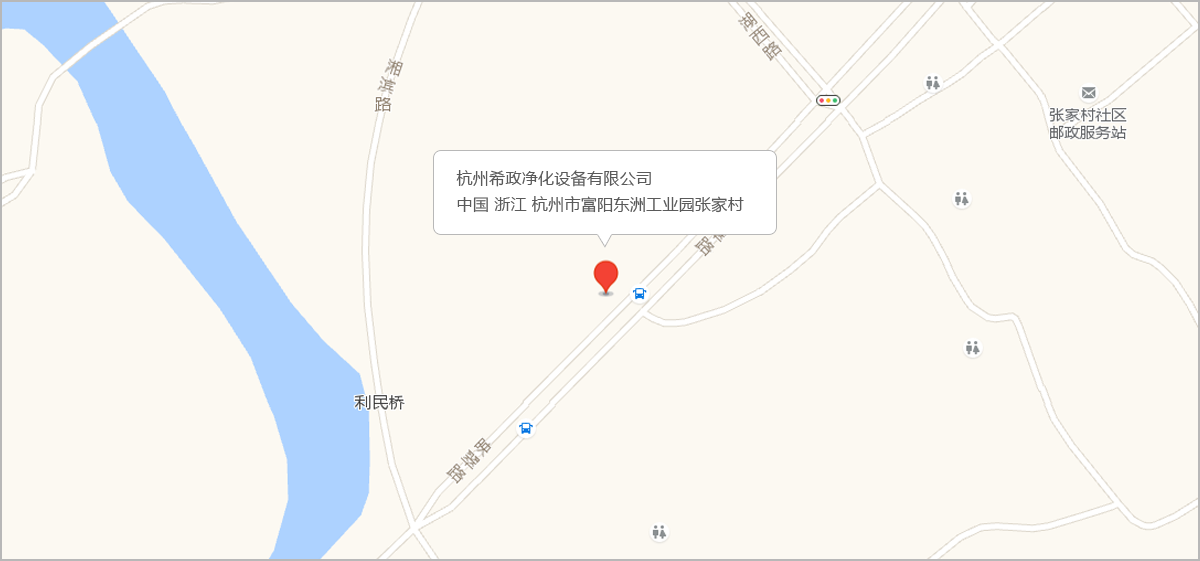 湖西路
湘滨路
张家村社区
邮政服务站
杭州希政净化设备有限公司
中国 浙江 杭州市富阳东洲工业园张家村
利民桥